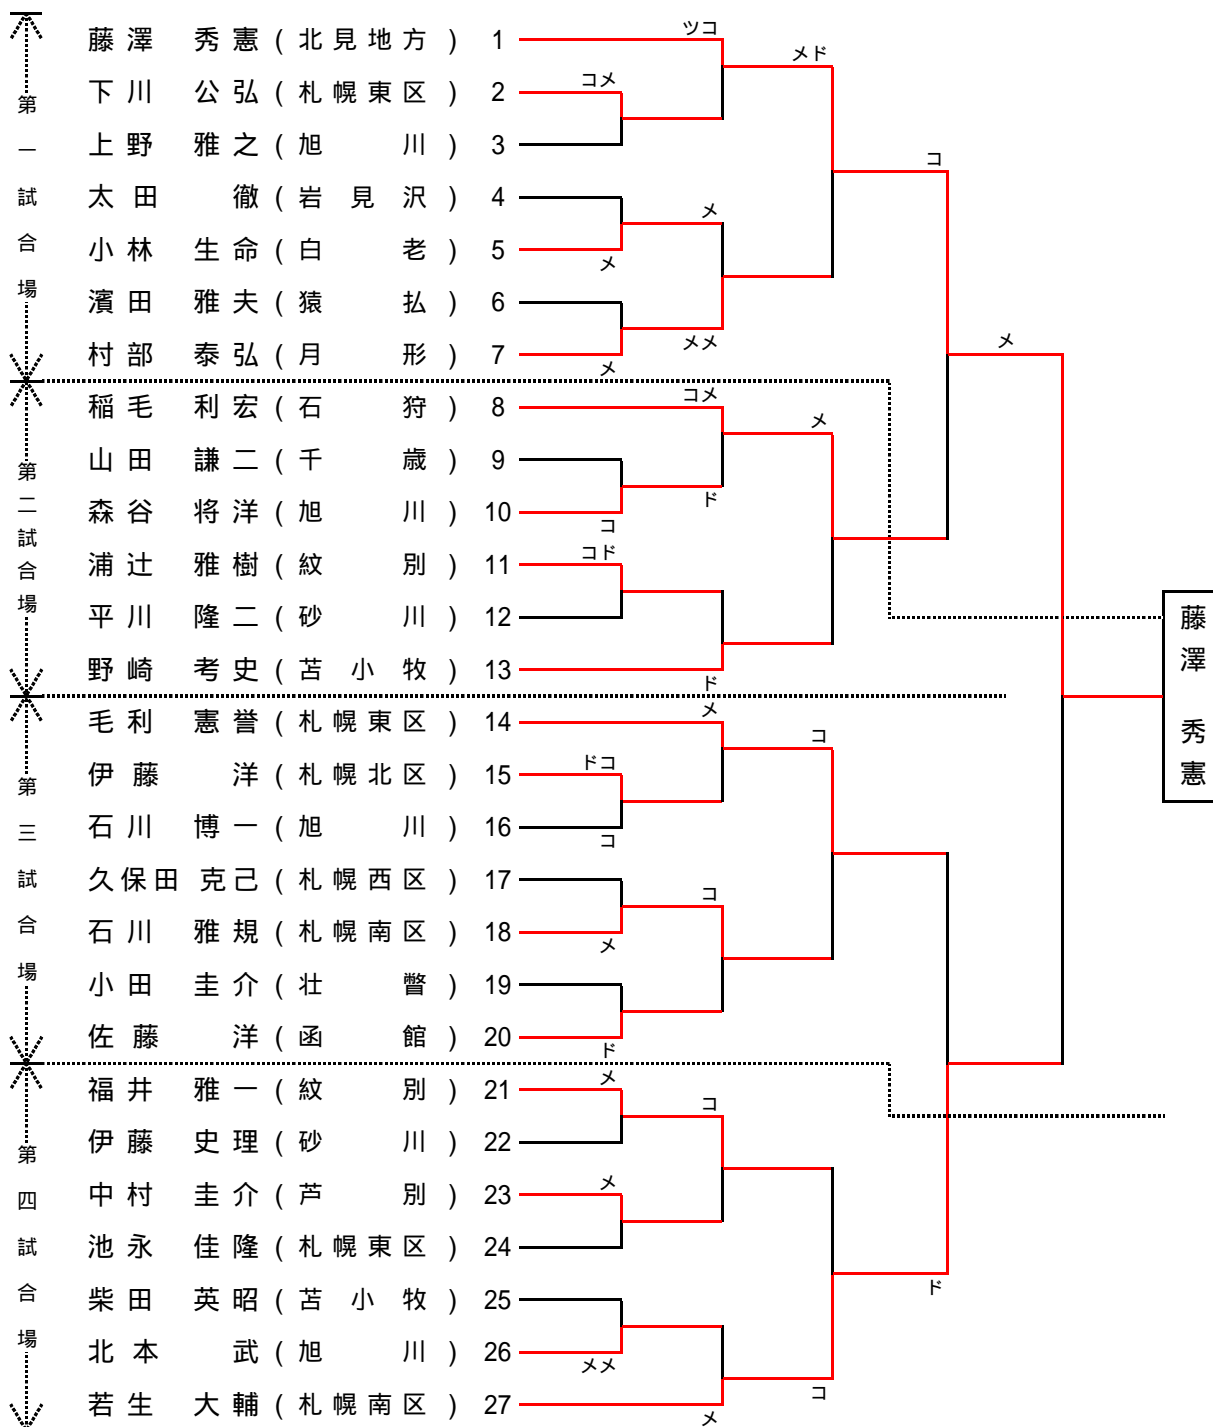 藤澤 秀憲(北見地方) 1 ツコ メド
下川 公弘(札幌東区) 2 コメ
上野 雅之(旭川) 3
コ
太田 徹(岩見沢) 4
メ
小林 生命(白老) 5 メ
濱田 雅夫(猿払) 6
メメ
メ
村部 泰弘(月形) 7 メ
稲毛 利宏(石狩) 8 コメ メ
山田 謙二(千歳) 9
ド
森谷 将洋(旭川) 10 コ
浦辻 雅樹(紋別) 11 コド
平川 隆二(砂川) 12
野崎 考史(苫小牧) 13 ド
毛利 憲誉(札幌東区) 14 メ コ
伊藤 洋(札幌北区) 15 ドコ
石川 博一(旭川) 16 コ
久保田 克己(札幌西区) 17
コ
石川 雅規(札幌南区) 18 メ
小田 圭介(壮瞥) 19
佐藤 洋(函館) 20 ド
福井 雅一(紋別) 21 メ
コ
伊藤 史理(砂川) 22
中村 圭介(芦別) 23 メ
池永 佳隆(札幌東区) 24
ド
柴田 英昭(苫小牧) 25
北本 武(旭川) 26 メメ
若生 大輔(札幌南区) 27 メ コ
第一試合場
第二試合場
第三試合場
第四試合場
藤澤 秀憲